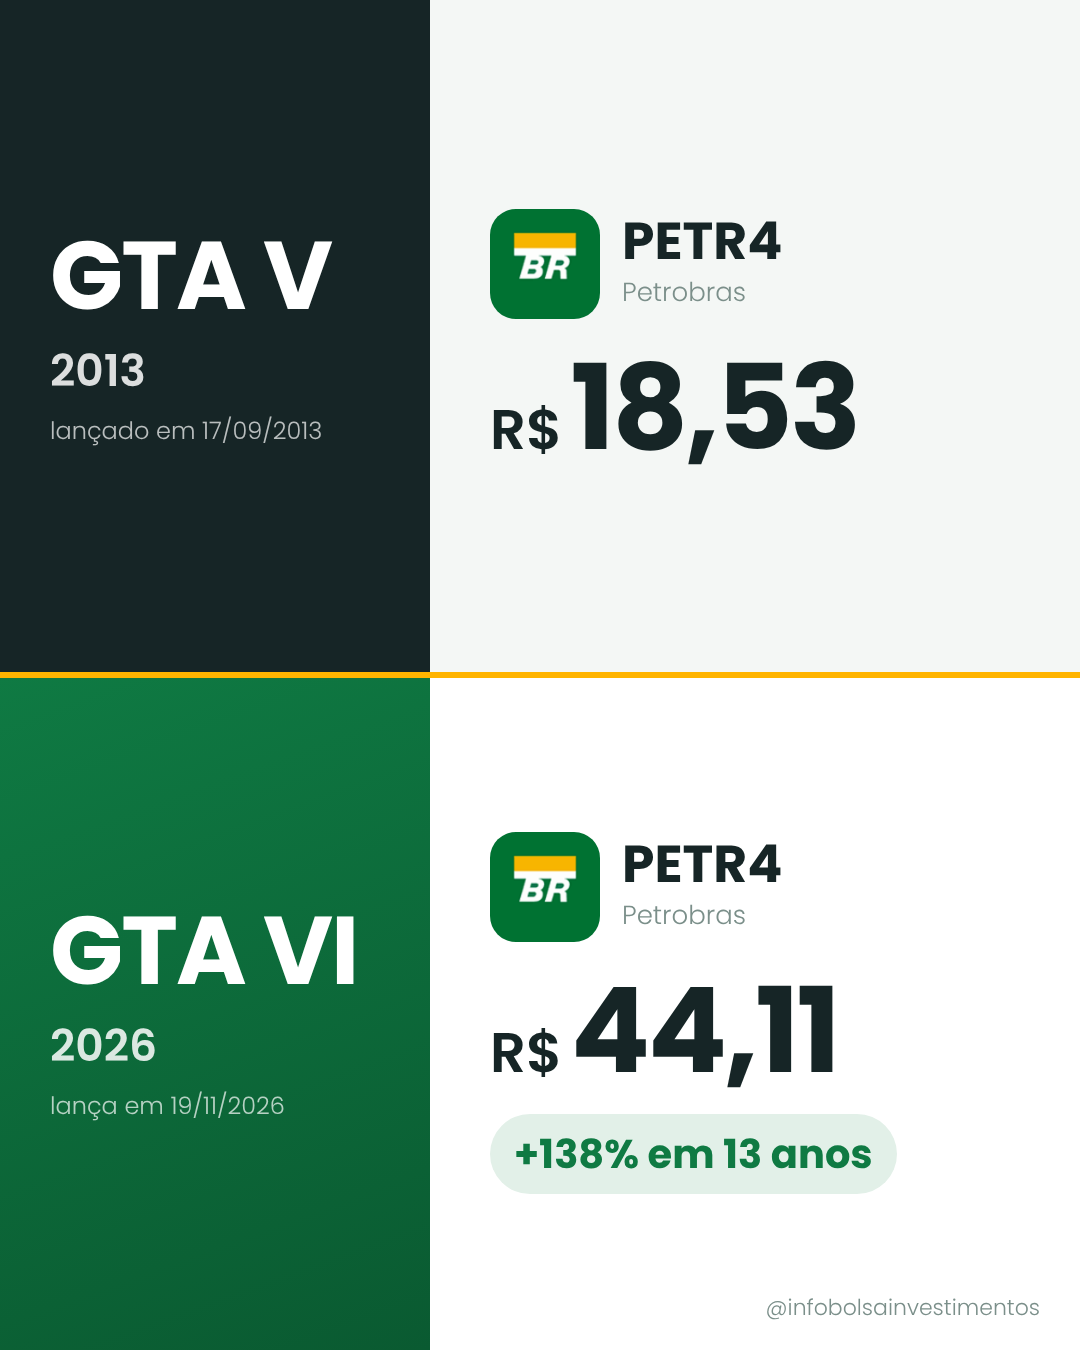 GTA V
2013
lançado em 17/09/2013
BR
PETR4
Petrobras
R$ 18,53
GTA VI
2026
lança em 19/11/2026
BR
PETR4
Petrobras
R$ 44,11
+138% em 13 anos
@infobolsainvestimentos